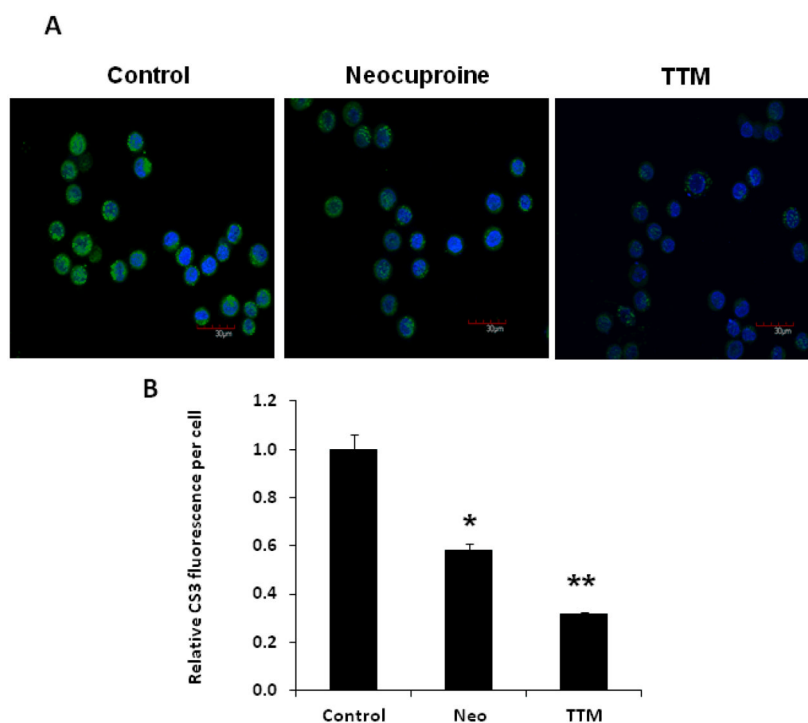 A
Control
Neocuproine
TTM
30µm
30µm
30µm
B
Relative CS3 fluorescence per cell
1.2
1.0
0.8
0.6
0.4
0.2
0.0
*
**
Control
Neo
TTM